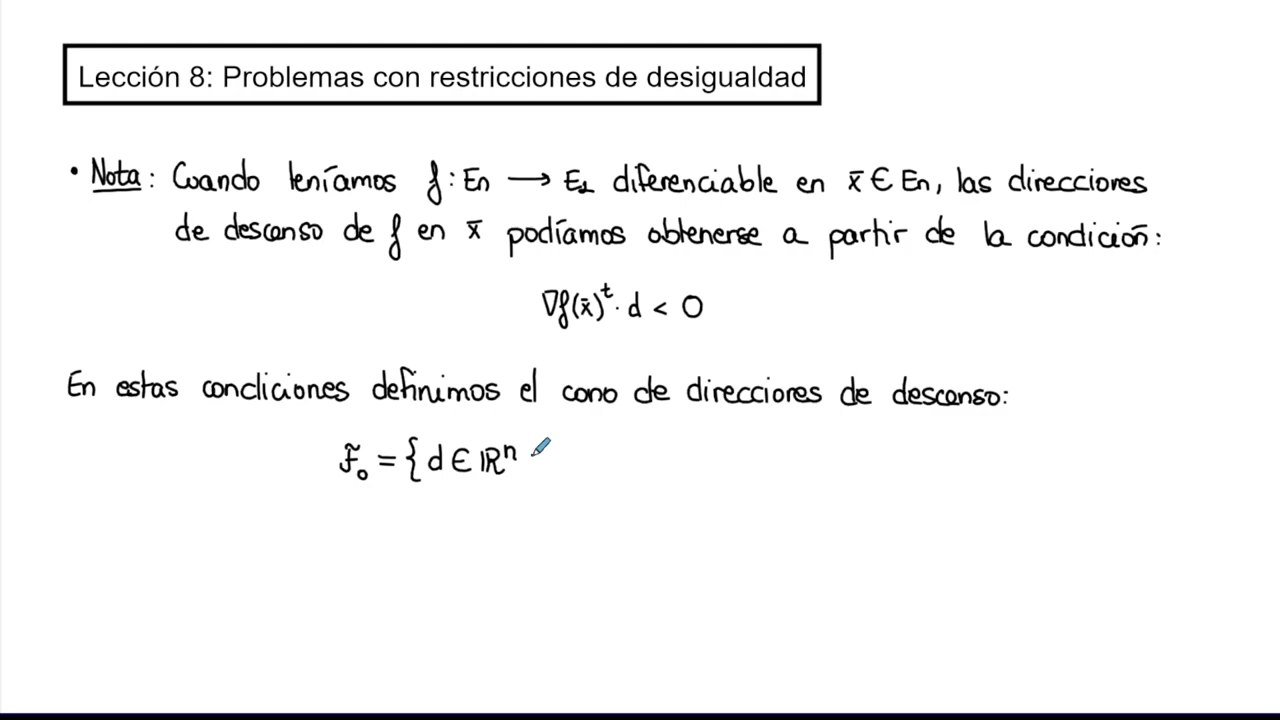 Lección 8: Problemas con restricciones de desigualdad
• Nota: Cuando teníamos f: En → E1 diferenciable en x̄ ∈ En, las direcciones
de descenso de f en x̄ podíamos obtenerse a partir de la condición:
∇f(x̄)ᵗ · d < 0
En estas condiciones definimos el cono de direcciones de descenso:
F̃₀ = { d ∈ ℝⁿ